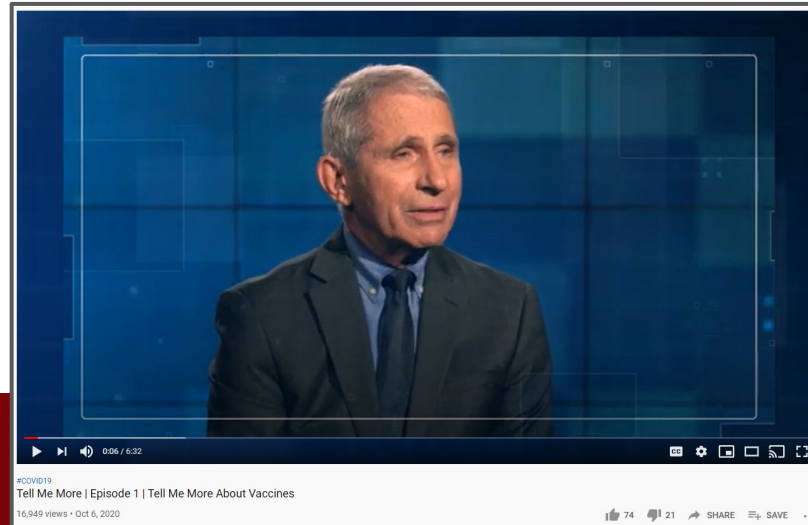 0:06 / 6:32
CC
#COVID19
Tell Me More | Episode 1 | Tell Me More About Vaccines
16,949 views • Oct 6, 2020
74 21 SHARE SAVE